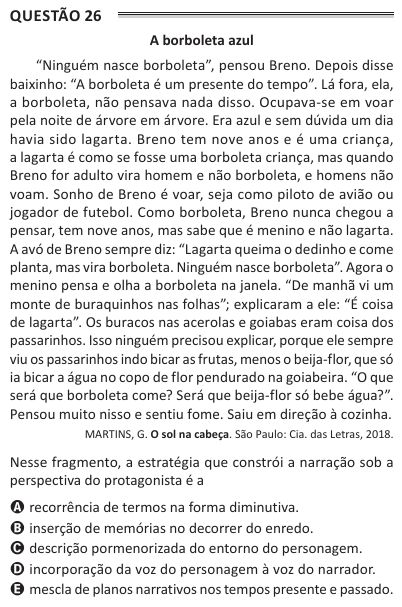 QUESTÃO 26
A borboleta azul
“Ninguém nasce borboleta”, pensou Breno. Depois disse
baixinho: “A borboleta é um presente do tempo”. Lá fora, ela,
a borboleta, não pensava nada disso. Ocupava-se em voar
pela noite de árvore em árvore. Era azul e sem dúvida um dia
havia sido lagarta. Breno tem nove anos e é uma criança,
a lagarta é como se fosse uma borboleta criança, mas quando
Breno for adulto vira homem e não borboleta, e homens não
voam. Sonho de Breno é voar, seja como piloto de avião ou
jogador de futebol. Como borboleta, Breno nunca chegou a
pensar, tem nove anos, mas sabe que é menino e não lagarta.
A avó de Breno sempre diz: “Lagarta queima o dedinho e come
planta, mas vira borboleta. Ninguém nasce borboleta”. Agora o
menino pensa e olha a borboleta na janela. “De manhã vi um
monte de buraquinhos nas folhas”; explicaram a ele: “É coisa
de lagarta”. Os buracos nas acerolas e goiabas eram coisa dos
passarinhos. Isso ninguém precisou explicar, porque ele sempre
viu os passarinhos indo bicar as frutas, menos o beija-flor, que só
ia bicar a água no copo de flor pendurado na goiabeira. “O que
será que borboleta come? Será que beija-flor só bebe água?”.
Pensou muito nisso e sentiu fome. Saiu em direção à cozinha.
MARTINS, G. O sol na cabeça. São Paulo: Cia. das Letras, 2018.
Nesse fragmento, a estratégia que constrói a narração sob a
perspectiva do protagonista é a
A recorrência de termos na forma diminutiva.
B inserção de memórias no decorrer do enredo.
C descrição pormenorizada do entorno do personagem.
D incorporação da voz do personagem à voz do narrador.
E mescla de planos narrativos nos tempos presente e passado.